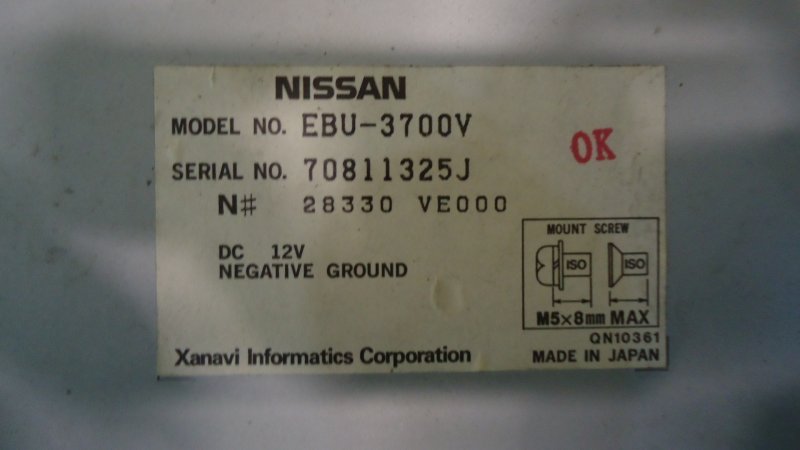 NISSAN
MODEL NO. EBU-3700V
OK
SERIAL NO. 70811325J
N# 28330 VE000
DC 12V
NEGATIVE GROUND
MOUNT SCREW
ISO ISO
M5×8mm MAX
QN10361
Xanavi Informatics Corporation
MADE IN JAPAN